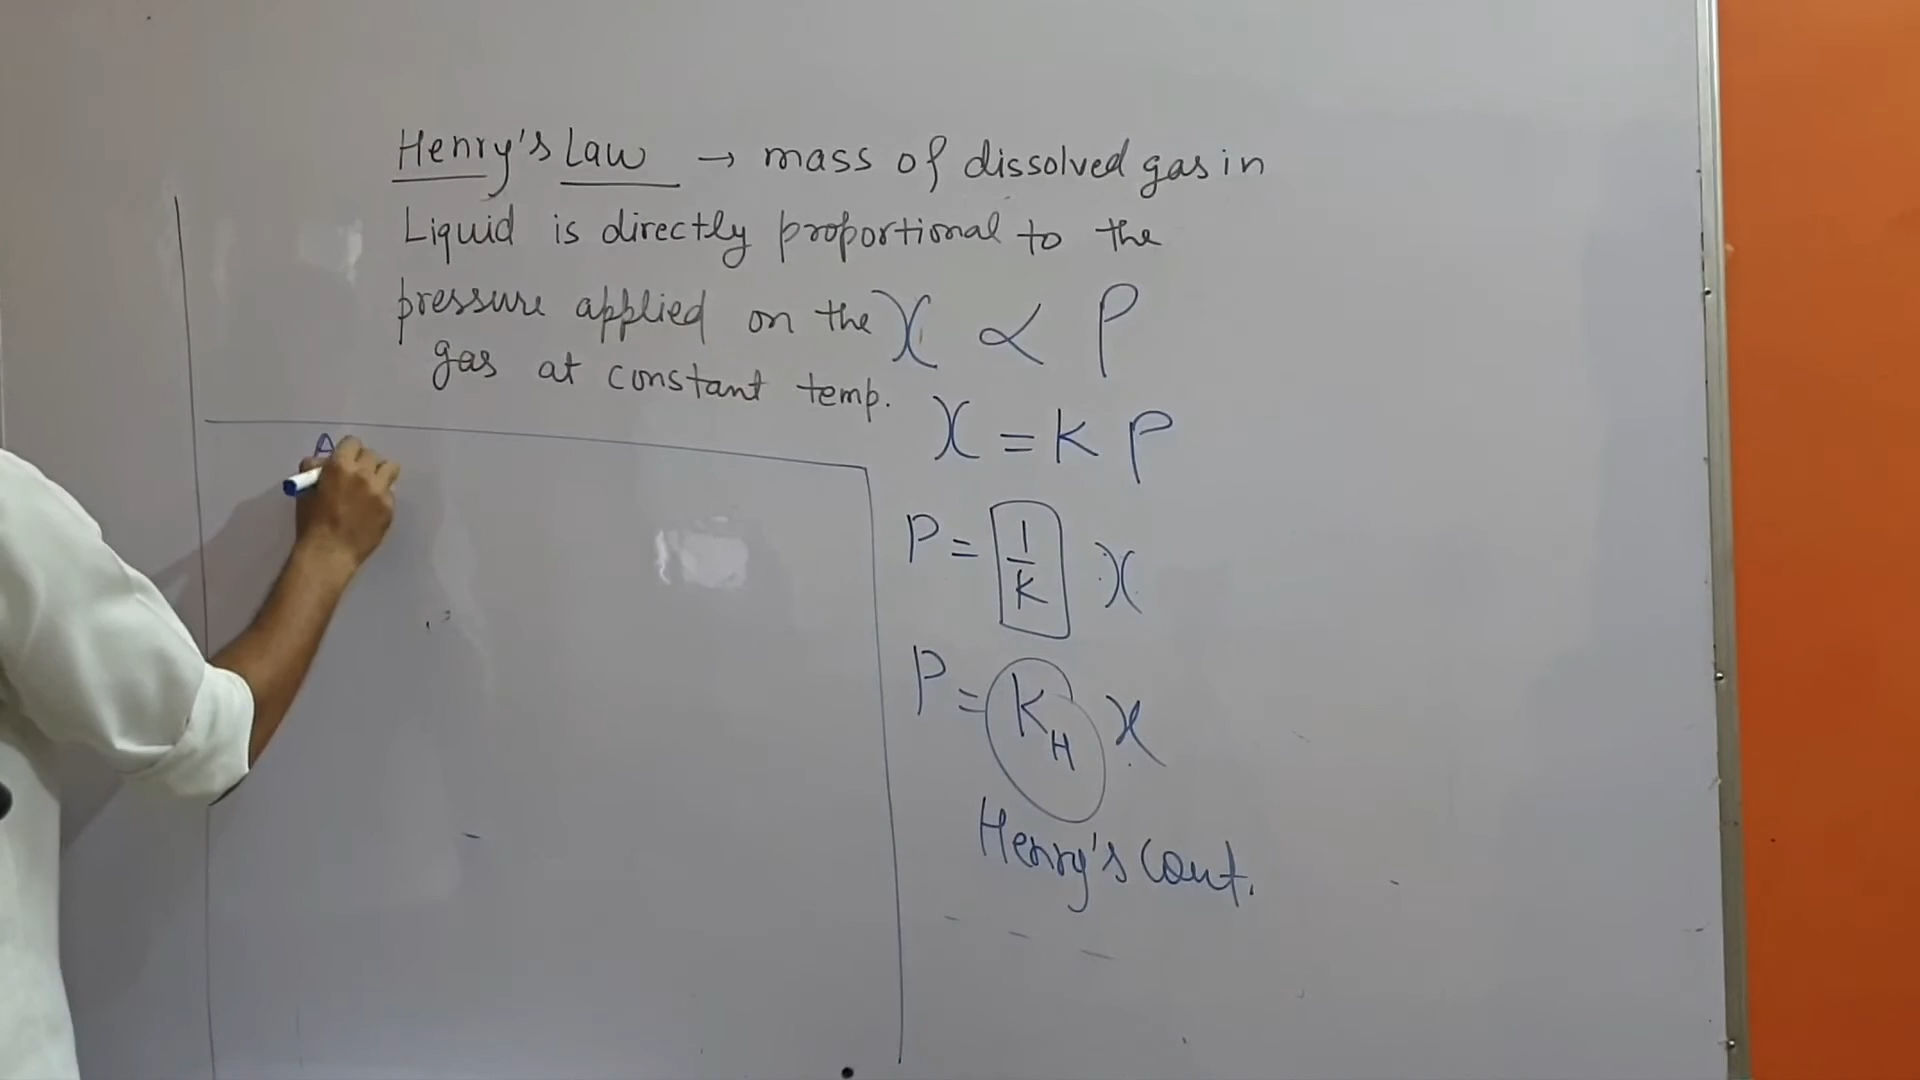 Henry's Law → mass of dissolved gas in
Liquid is directly proportional to the
pressure applied on the
gas at constant temp.
x ∝ P
x = K P
P = 1/K x
P = K_H x
Henry's Const.
A